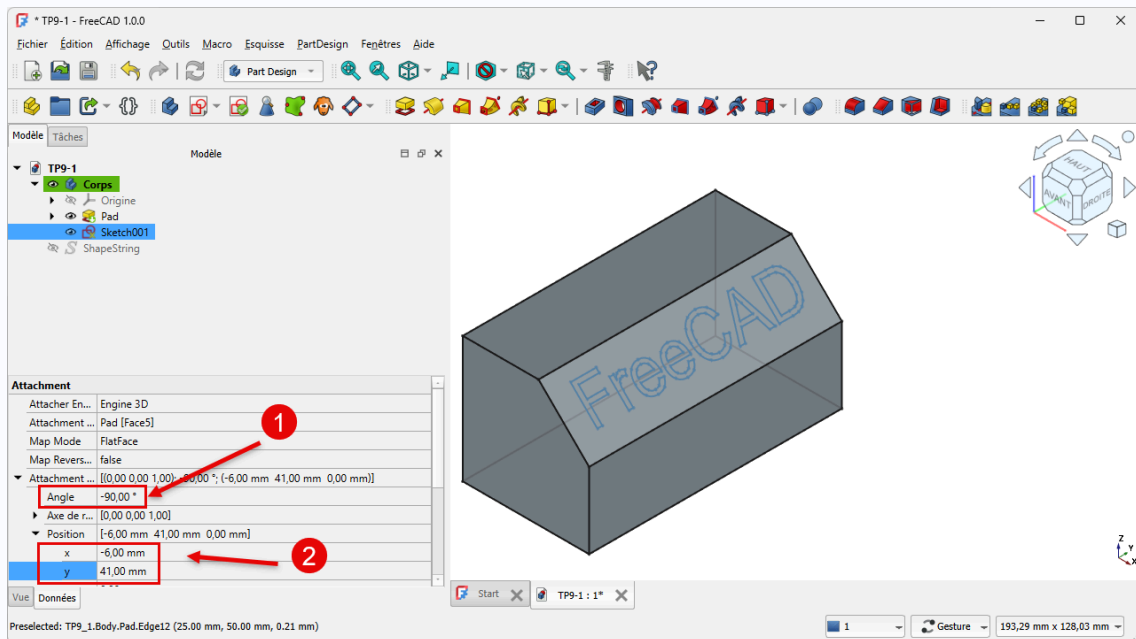 * TP9-1 - FreeCAD 1.0.0
Fichier Édition Affichage Outils Macro Esquisse PartDesign Fenêtres Aide
Part Design
Modèle Tâches
Modèle
TP9-1
Corps
Origine
Pad
Sketch001
ShapeString
HAUT
AVANT
DROITE
FreeCAD
Attachment
Attacher En... Engine 3D
Attachment ... Pad [Face5]
Map Mode FlatFace
Map Revers... false
Attachment ... [(0,00 0,00 1,00); -90,00 °; (-6,00 mm 41,00 mm 0,00 mm)]
Angle -90,00 °
Axe de r... [0,00 0,00 1,00]
Position [-6,00 mm 41,00 mm 0,00 mm]
x -6,00 mm
y 41,00 mm
1
2
Z
Y
X
Vue Données
Start TP9-1 : 1*
Preselected: TP9_1.Body.Pad.Edge12 (25.00 mm, 50.00 mm, 0.21 mm)
1 Gesture 193,29 mm x 128,03 mm